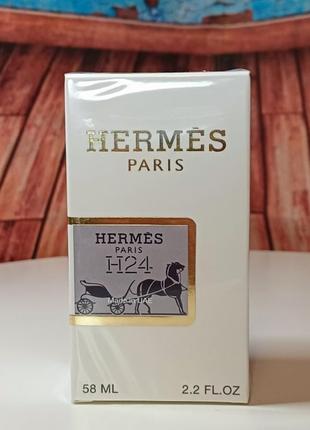 HERMÈS
PARIS
HERMÈS
PARIS
H24
Made in UAE
58 ML 2.2 FL.OZ